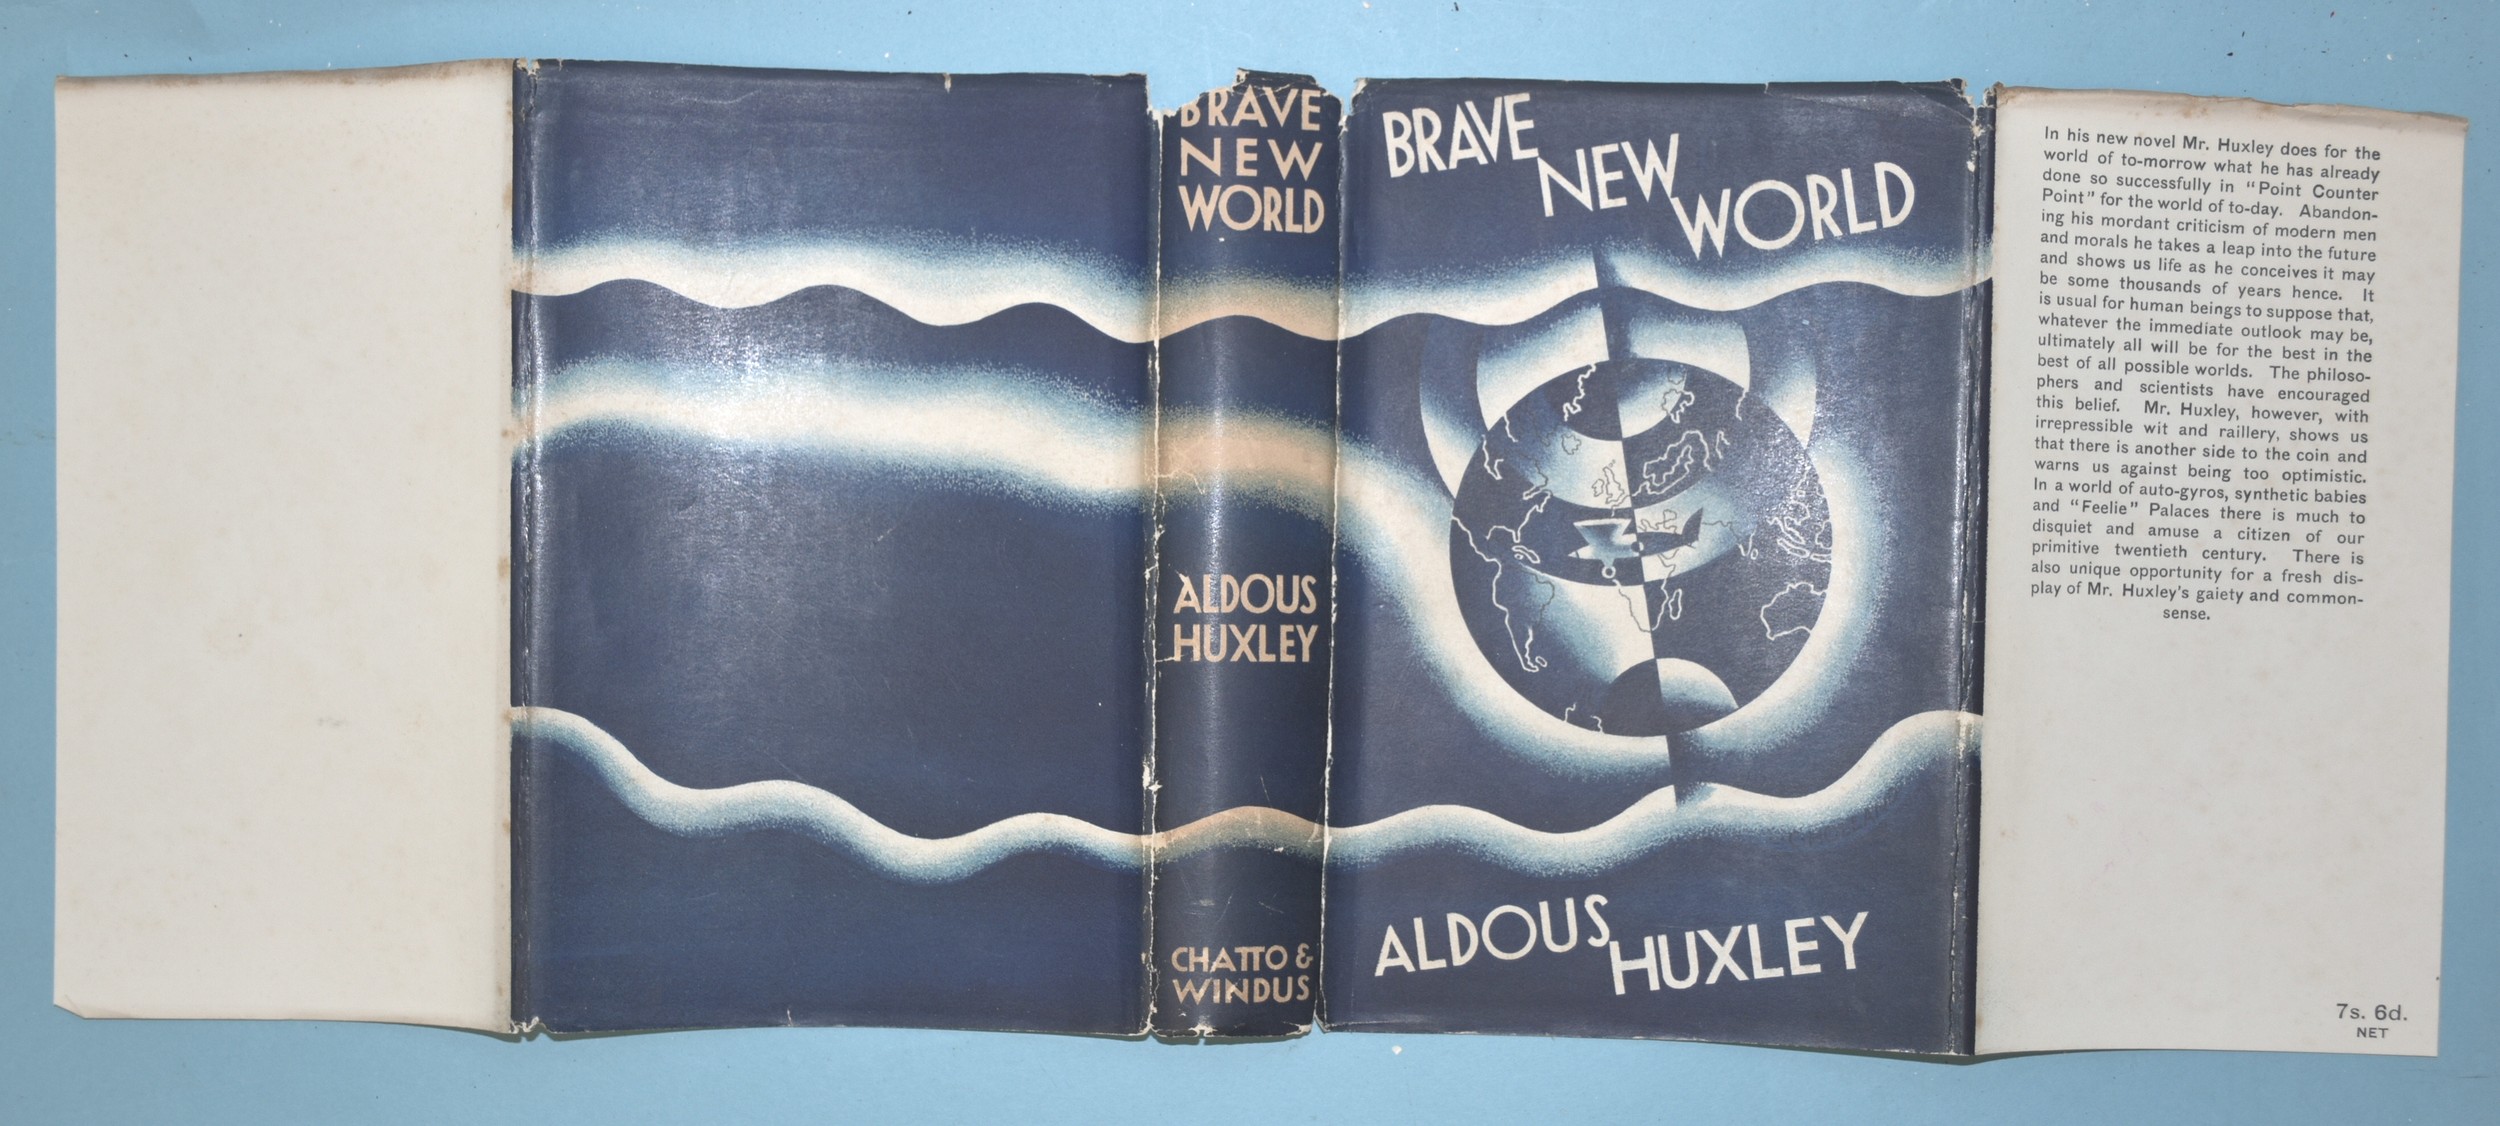 BRAVE
NEW
WORLD
ALDOUS
HUXLEY
CHATTO &
WINDUS
BRAVE
NEW
WORLD
ALDOUS
HUXLEY
In his new novel Mr. Huxley does for the
world of to-morrow what he has already
done so successfully in "Point Counter
Point" for the world of to-day. Abandon-
ing his mordant criticism of modern men
and morals he takes a leap into the future
and shows us life as he conceives it may
be some thousands of years hence. It
is usual for human beings to suppose that,
whatever the immediate outlook may be,
ultimately all will be for the best in the
best of all possible worlds. The philoso-
phers and scientists have encouraged
this belief. Mr. Huxley, however, with
irrepressible wit and raillery, shows us
that there is another side to the coin and
warns us against being too optimistic.
In a world of auto-gyros, synthetic babies
and "Feelie" Palaces there is much to
disquiet and amuse a citizen of our
primitive twentieth century. There is
also unique opportunity for a fresh dis-
play of Mr. Huxley's gaiety and common-
sense.
7s. 6d.
NET